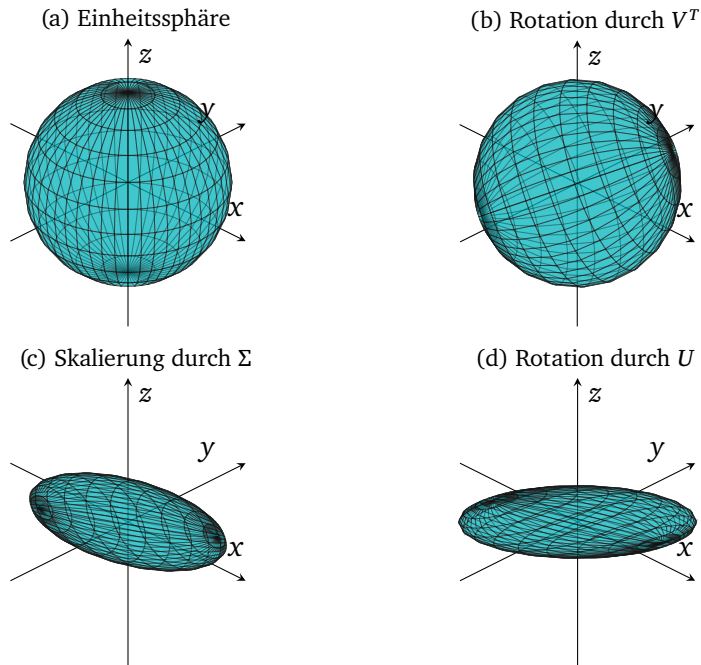 (a) Einheitssphäre
z
y
x
(b) Rotation durch V^T
z
y
x
(c) Skalierung durch Σ
z
y
x
(d) Rotation durch U
z
y
x